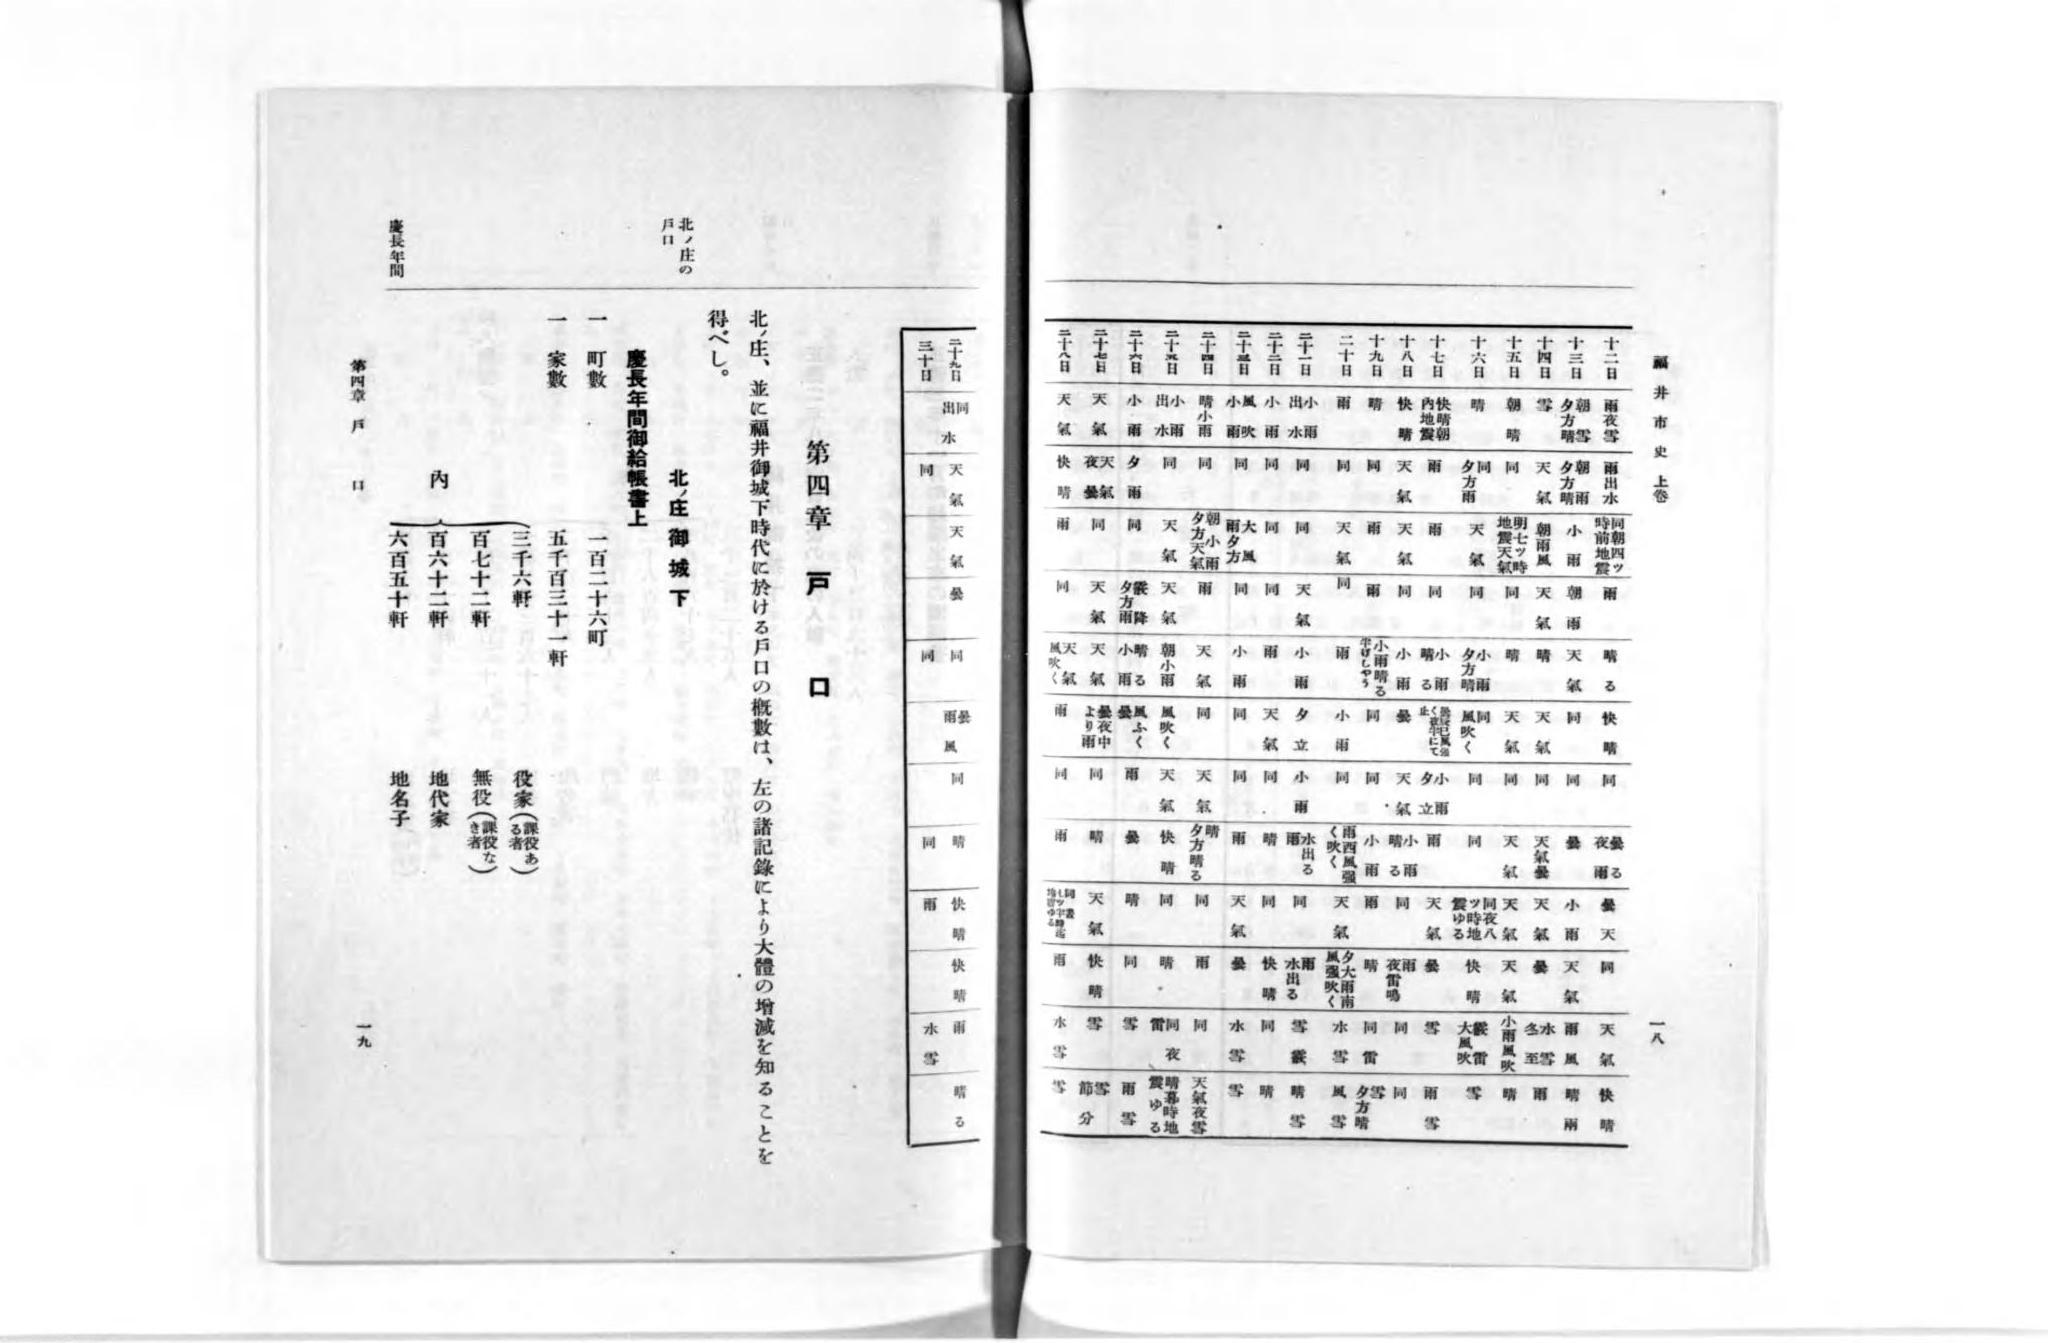 福井市史 上卷
一八
十二日 雨夜雪 雨出水 同朝四ッ時前地震 雨 晴る 快晴 同 曇る夜雨 曇天 同 天氣 快晴
十三日 朝雪夕方晴 朝雨夕方晴 小雨 朝雨 天氣 同 同 曇 小雨 天氣 雨風 晴雨
十四日 雪 天氣 朝雨風 天氣 晴 天氣 同 天氣曇 天氣 曇 水雪冬至 雨
十五日 朝晴 同 明七ッ時地震天氣 同 晴 天氣 同 天氣 天氣 天氣 小雨風吹 晴
十六日 晴 同夕方雨 天氣 同 小雨夕方晴 同風吹く 同 同 同夜八ッ時地震ゆる 快晴 霰雷大風吹 雪
十七日 快晴朝內地震 雨 雨 同 小雨晴る 小雨夕立 雨 天氣 曇 雪 雨雪
十八日 快晴 天氣 天氣 同 小雨 曇 天氣 小雨晴る 同 雨夜雷鳴 同 同
十九日 晴 同 雨 雨 小雨晴る半げしやう 同 同 小雨 雨 晴 同雷 雪夕方晴
二十日 雨 同 天氣 同 雨 小雨 同 雨西風强く吹く 天氣 夕大雨南風强吹く 水雪 風雪
二十一日 小雨出水 同 同 天氣 小雨 夕立 小雨 水出る雨 同 雨水出る 雪霰 晴雪
二十二日 小雨 同 同 同 雨 天氣 同 晴 同 快晴 同 晴
二十三日 風吹小雨 同 大風雨夕方 同 小雨 同 同 雨 天氣 曇 水雪 雪
二十四日 晴小雨 同 朝小雨夕方天氣 雨 天氣 同 天氣 晴夕方晴る 同 雨 同 天氣夜雪
二十五日 小雨出水 同 天氣 天氣 朝小雨 風吹く 天氣 快晴 同 晴 同夜雷 晴暮時地震ゆる
二十六日 小雨 夕雨 同 霰降夕方雨 晴る小雨 風ふく曇 雨 曇 晴 同 雪 雨雪
二十七日 天氣 天氣夜曇 同 天氣 天氣 曇夜中より雨 同 晴 天氣 快晴 雪 雪節分
二十八日 天氣 快晴 雨 同 天氣風吹く 雨 同 雨 雨 水雪 雪
二十九日 同出水 天氣 天氣 曇 同 曇雨風 同 晴 快晴 快晴 雨 晴る
三十日 同 同 同 雨 水雪
第四章 戶口
北ノ庄、並に福井御城下時代に於ける戶口の槪數は、左の諸記錄により大體の增減を知ることを
得べし。
北ノ庄の
戶口
北ノ庄御城下
慶長年間御給帳書上
一 町數 一百二十六町
一 家數 五千百三十一軒
三千六軒 役家(課役ある者)
百七十二軒 無役(課役なき者)
內 百六十二軒 地代家
慶長年間
六百五十軒 地名子
第四章 戶口
一九